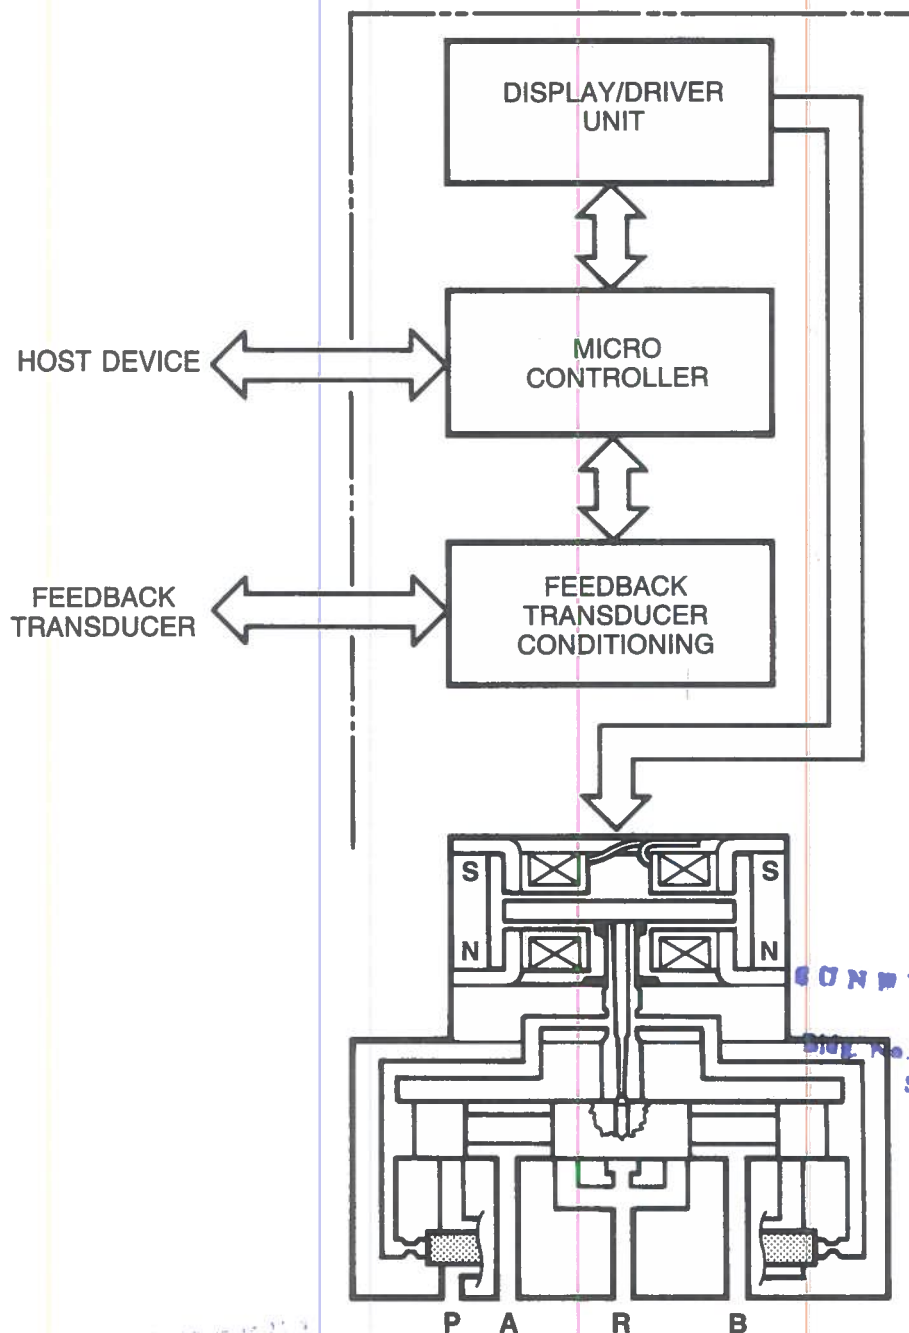 DISPLAY/DRIVER
UNIT
HOST DEVICE
MICRO
CONTROLLER
FEEDBACK
TRANSDUCER
FEEDBACK
TRANSDUCER
CONDITIONING
S
S
N
N
P A R B